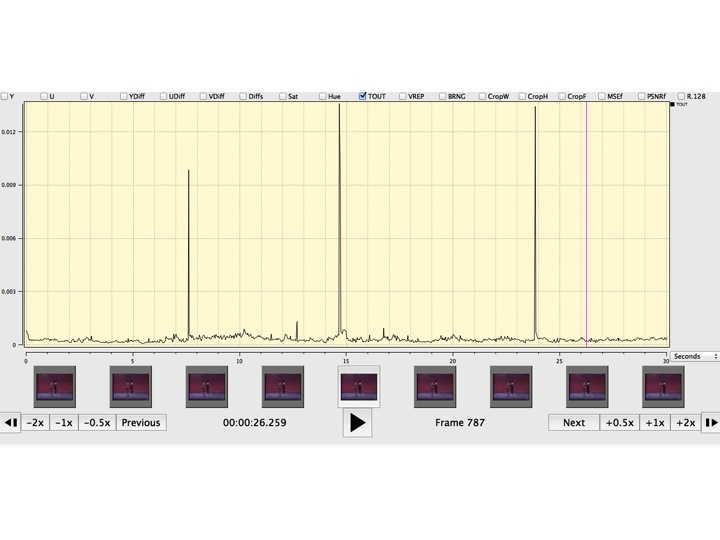 Y U V YDiff UDiff VDiff Diffs Sat Hue TOUT VREP BRNG CropW CropH CropF MSEf PSNRf R.128
TOUT
0.012
0.009
0.006
0.003
0
0 5 10 15 20 25 30
Seconds
-2x -1x -0.5x Previous 00:00:26.259 Frame 787 Next +0.5x +1x +2x